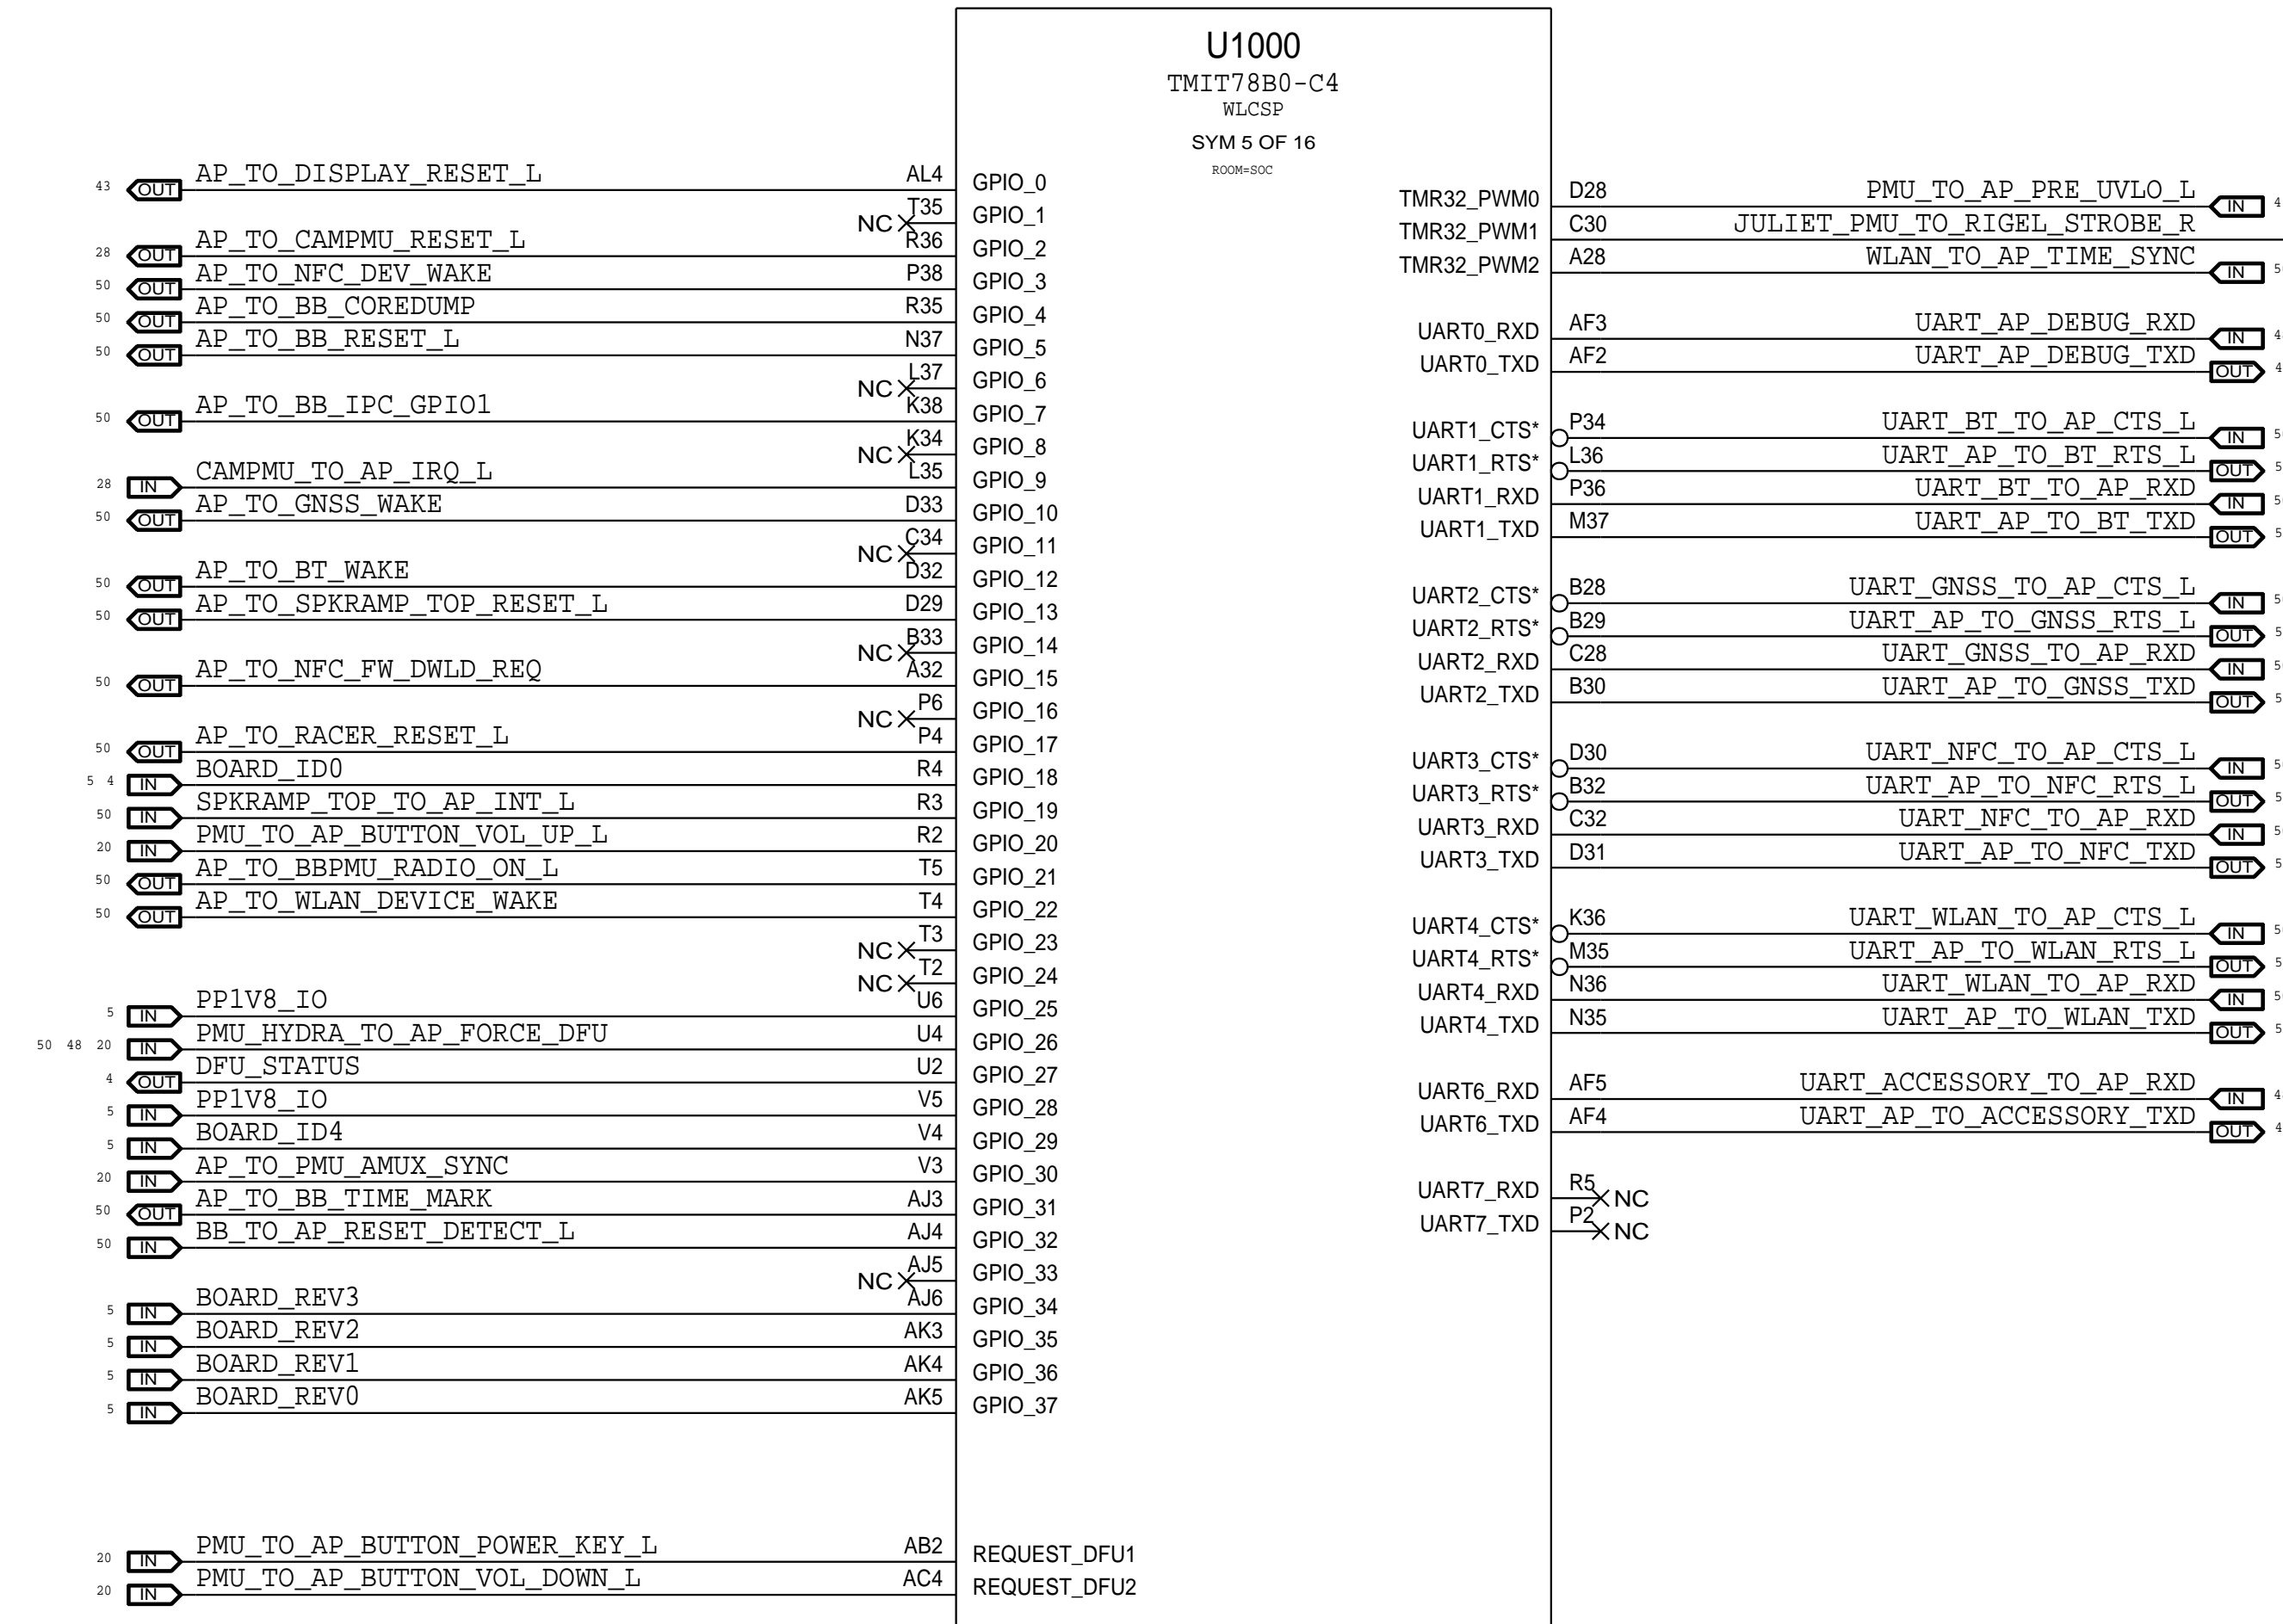 U1000
TMIT78B0-C4
WLCSP
SYM 5 OF 16
ROOM=SOC
43 OUT AP_TO_DISPLAY_RESET_L AL4 GPIO_0
NC T35 GPIO_1
28 OUT AP_TO_CAMPMU_RESET_L R36 GPIO_2
50 OUT AP_TO_NFC_DEV_WAKE P38 GPIO_3
50 OUT AP_TO_BB_COREDUMP R35 GPIO_4
50 OUT AP_TO_BB_RESET_L N37 GPIO_5
NC L37 GPIO_6
50 OUT AP_TO_BB_IPC_GPIO1 K38 GPIO_7
NC K34 GPIO_8
28 IN CAMPMU_TO_AP_IRQ_L L35 GPIO_9
50 OUT AP_TO_GNSS_WAKE D33 GPIO_10
NC C34 GPIO_11
50 OUT AP_TO_BT_WAKE D32 GPIO_12
50 OUT AP_TO_SPKRAMP_TOP_RESET_L D29 GPIO_13
NC B33 GPIO_14
50 OUT AP_TO_NFC_FW_DWLD_REQ A32 GPIO_15
NC P6 GPIO_16
50 OUT AP_TO_RACER_RESET_L P4 GPIO_17
5 4 IN BOARD_ID0 R4 GPIO_18
50 IN SPKRAMP_TOP_TO_AP_INT_L R3 GPIO_19
20 IN PMU_TO_AP_BUTTON_VOL_UP_L R2 GPIO_20
50 OUT AP_TO_BBPMU_RADIO_ON_L T5 GPIO_21
50 OUT AP_TO_WLAN_DEVICE_WAKE T4 GPIO_22
NC T3 GPIO_23
NC T2 GPIO_24
5 IN PP1V8_IO U6 GPIO_25
50 48 20 IN PMU_HYDRA_TO_AP_FORCE_DFU U4 GPIO_26
4 OUT DFU_STATUS U2 GPIO_27
5 IN PP1V8_IO V5 GPIO_28
5 IN BOARD_ID4 V4 GPIO_29
20 IN AP_TO_PMU_AMUX_SYNC V3 GPIO_30
50 OUT AP_TO_BB_TIME_MARK AJ3 GPIO_31
50 IN BB_TO_AP_RESET_DETECT_L AJ4 GPIO_32
NC AJ5 GPIO_33
5 IN BOARD_REV3 AJ6 GPIO_34
5 IN BOARD_REV2 AK3 GPIO_35
5 IN BOARD_REV1 AK4 GPIO_36
5 IN BOARD_REV0 AK5 GPIO_37
20 IN PMU_TO_AP_BUTTON_POWER_KEY_L AB2 REQUEST_DFU1
20 IN PMU_TO_AP_BUTTON_VOL_DOWN_L AC4 REQUEST_DFU2
TMR32_PWM0 D28 PMU_TO_AP_PRE_UVLO_L IN
TMR32_PWM1 C30 JULIET_PMU_TO_RIGEL_STROBE_R
TMR32_PWM2 A28 WLAN_TO_AP_TIME_SYNC IN
UART0_RXD AF3 UART_AP_DEBUG_RXD IN
UART0_TXD AF2 UART_AP_DEBUG_TXD OUT
UART1_CTS* P34 UART_BT_TO_AP_CTS_L IN
UART1_RTS* L36 UART_AP_TO_BT_RTS_L OUT
UART1_RXD P36 UART_BT_TO_AP_RXD IN
UART1_TXD M37 UART_AP_TO_BT_TXD OUT
UART2_CTS* B28 UART_GNSS_TO_AP_CTS_L IN
UART2_RTS* B29 UART_AP_TO_GNSS_RTS_L OUT
UART2_RXD C28 UART_GNSS_TO_AP_RXD IN
UART2_TXD B30 UART_AP_TO_GNSS_TXD OUT
UART3_CTS* D30 UART_NFC_TO_AP_CTS_L IN
UART3_RTS* B32 UART_AP_TO_NFC_RTS_L OUT
UART3_RXD C32 UART_NFC_TO_AP_RXD IN
UART3_TXD D31 UART_AP_TO_NFC_TXD OUT
UART4_CTS* K36 UART_WLAN_TO_AP_CTS_L IN
UART4_RTS* M35 UART_AP_TO_WLAN_RTS_L OUT
UART4_RXD N36 UART_WLAN_TO_AP_RXD IN
UART4_TXD N35 UART_AP_TO_WLAN_TXD OUT
UART6_RXD AF5 UART_ACCESSORY_TO_AP_RXD IN
UART6_TXD AF4 UART_AP_TO_ACCESSORY_TXD OUT
UART7_RXD R5 NC
UART7_TXD P2 NC